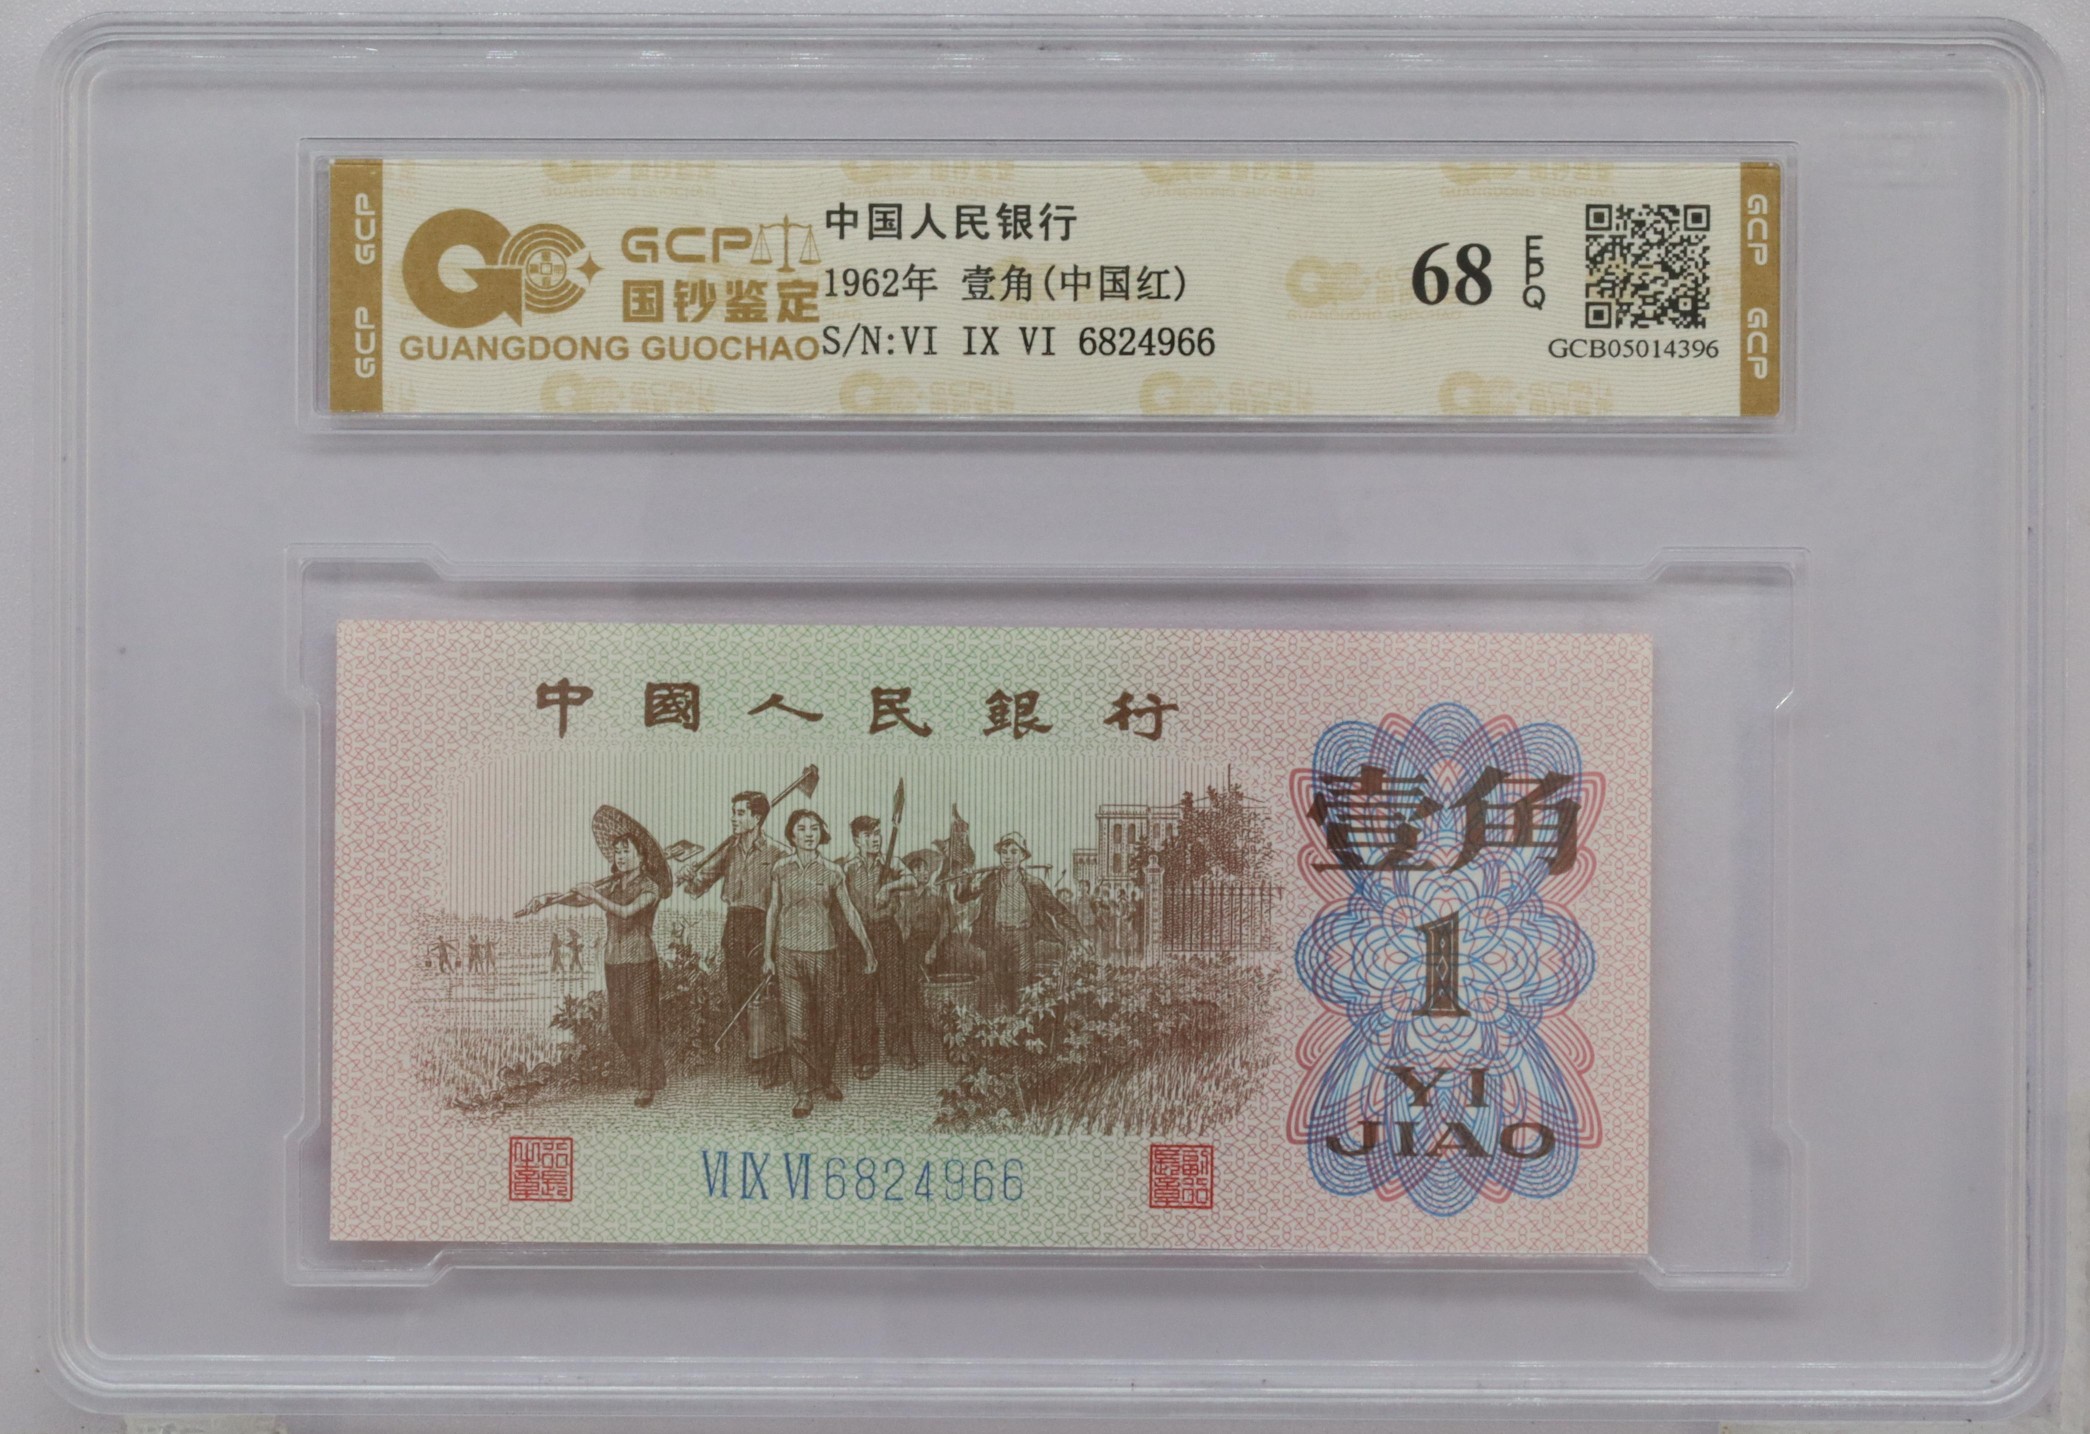 GCP GCP
GCP
国钞鉴定
GUANGDONG GUOCHAO
中国人民银行
1962年 壹角(中国红)
S/N:VI IX VI 6824966
68 EPQ
GCB05014396
GCP GCP
中國人民銀行
壹角
1
YI
JIAO
VI IX VI 6824966